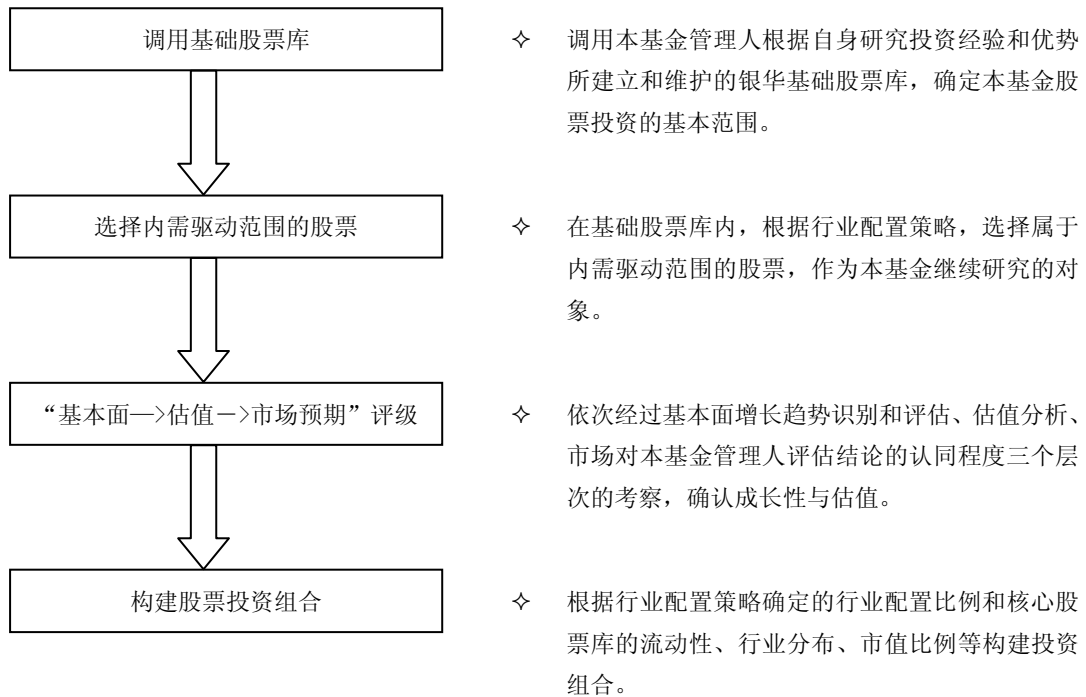 调用基础股票库
✧ 调用本基金管理人根据自身研究投资经验和优势
所建立和维护的银华基础股票库，确定本基金股
票投资的基本范围。
选择内需驱动范围的股票
✧ 在基础股票库内，根据行业配置策略，选择属于
内需驱动范围的股票，作为本基金继续研究的对
象。
“基本面—>估值－>市场预期”评级
✧ 依次经过基本面增长趋势识别和评估、估值分析、
市场对本基金管理人评估结论的认同程度三个层
次的考察，确认成长性与估值。
构建股票投资组合
✧ 根据行业配置策略确定的行业配置比例和核心股
票库的流动性、行业分布、市值比例等构建投资
组合。